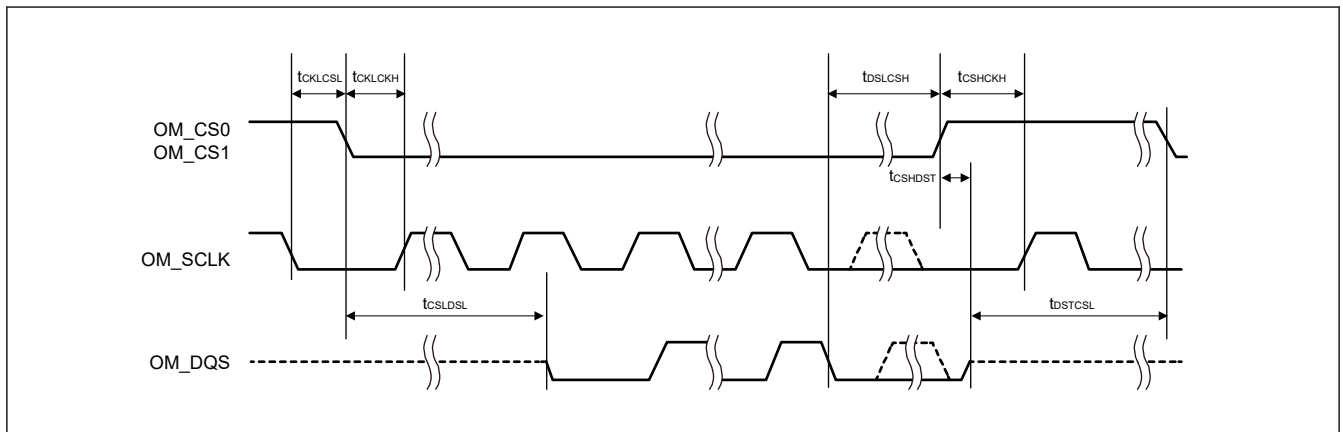 tCKLCSL tCKLCKH tDSLCSH tCSHCKH
OM_CS0
OM_CS1
tCSHDST
OM_SCLK
tCSLDSL tDSTCSL
OM_DQS